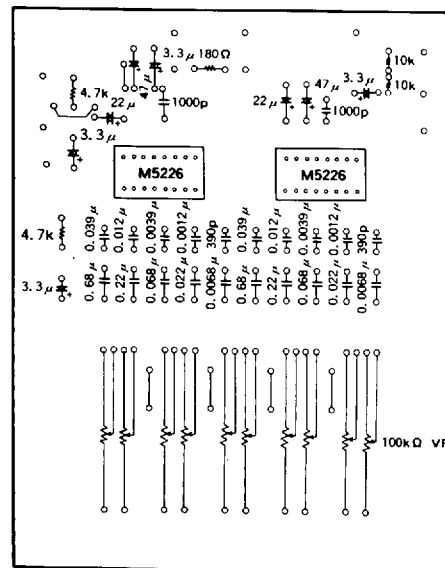 3.3μ 180Ω
47μ
4.7k
22μ
1000p
3.3μ
22μ
47μ
3.3μ
10k
10k
1000p
M5226
M5226
4.7k
0.039μ
0.012μ
0.0039μ
0.0012μ
390p
0.039μ
0.012μ
0.0039μ
0.0012μ
390p
3.3μ
0.68μ
0.22μ
0.068μ
0.022μ
0.0068μ
0.68μ
0.22μ
0.068μ
0.022μ
0.0068μ
100kΩ VR